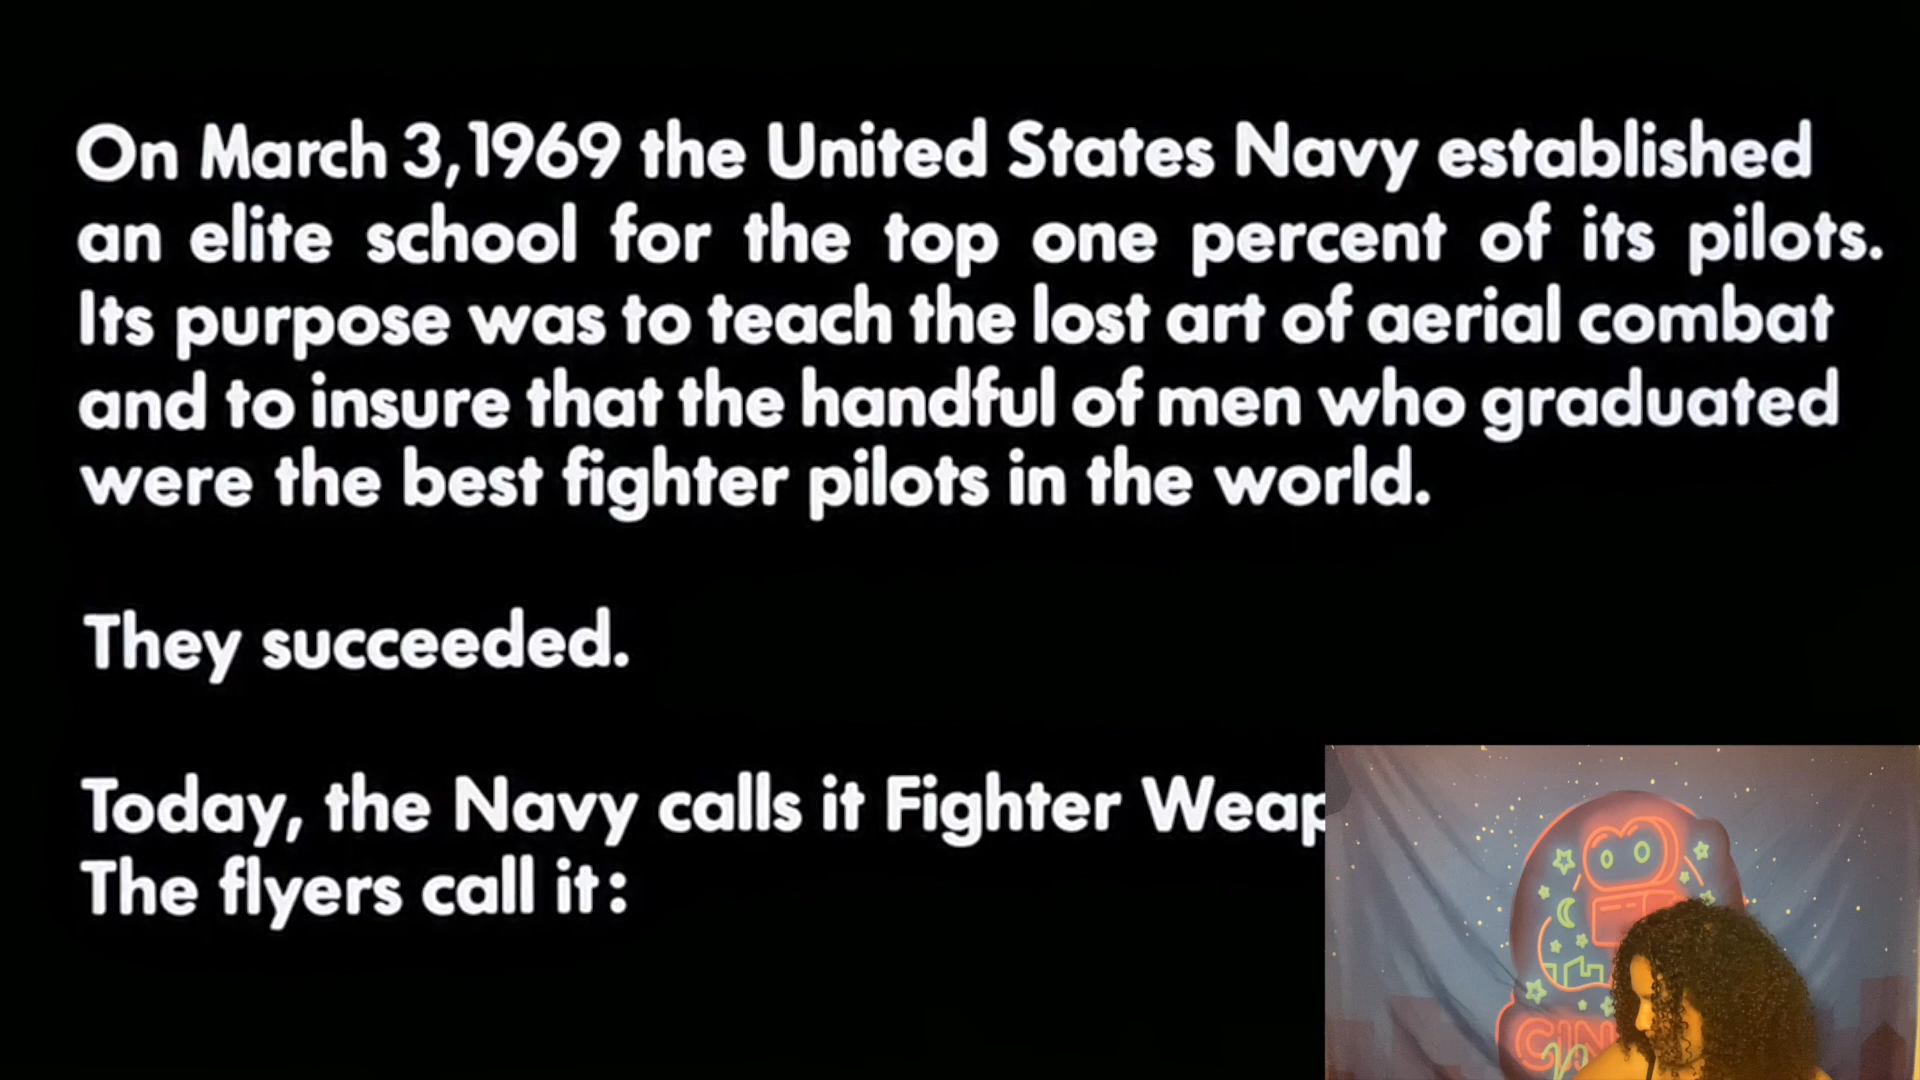 On March 3, 1969 the United States Navy established
an elite school for the top one percent of its pilots.
Its purpose was to teach the lost art of aerial combat
and to insure that the handful of men who graduated
were the best fighter pilots in the world.
They succeeded.
Today, the Navy calls it Fighter
The flyers call it: